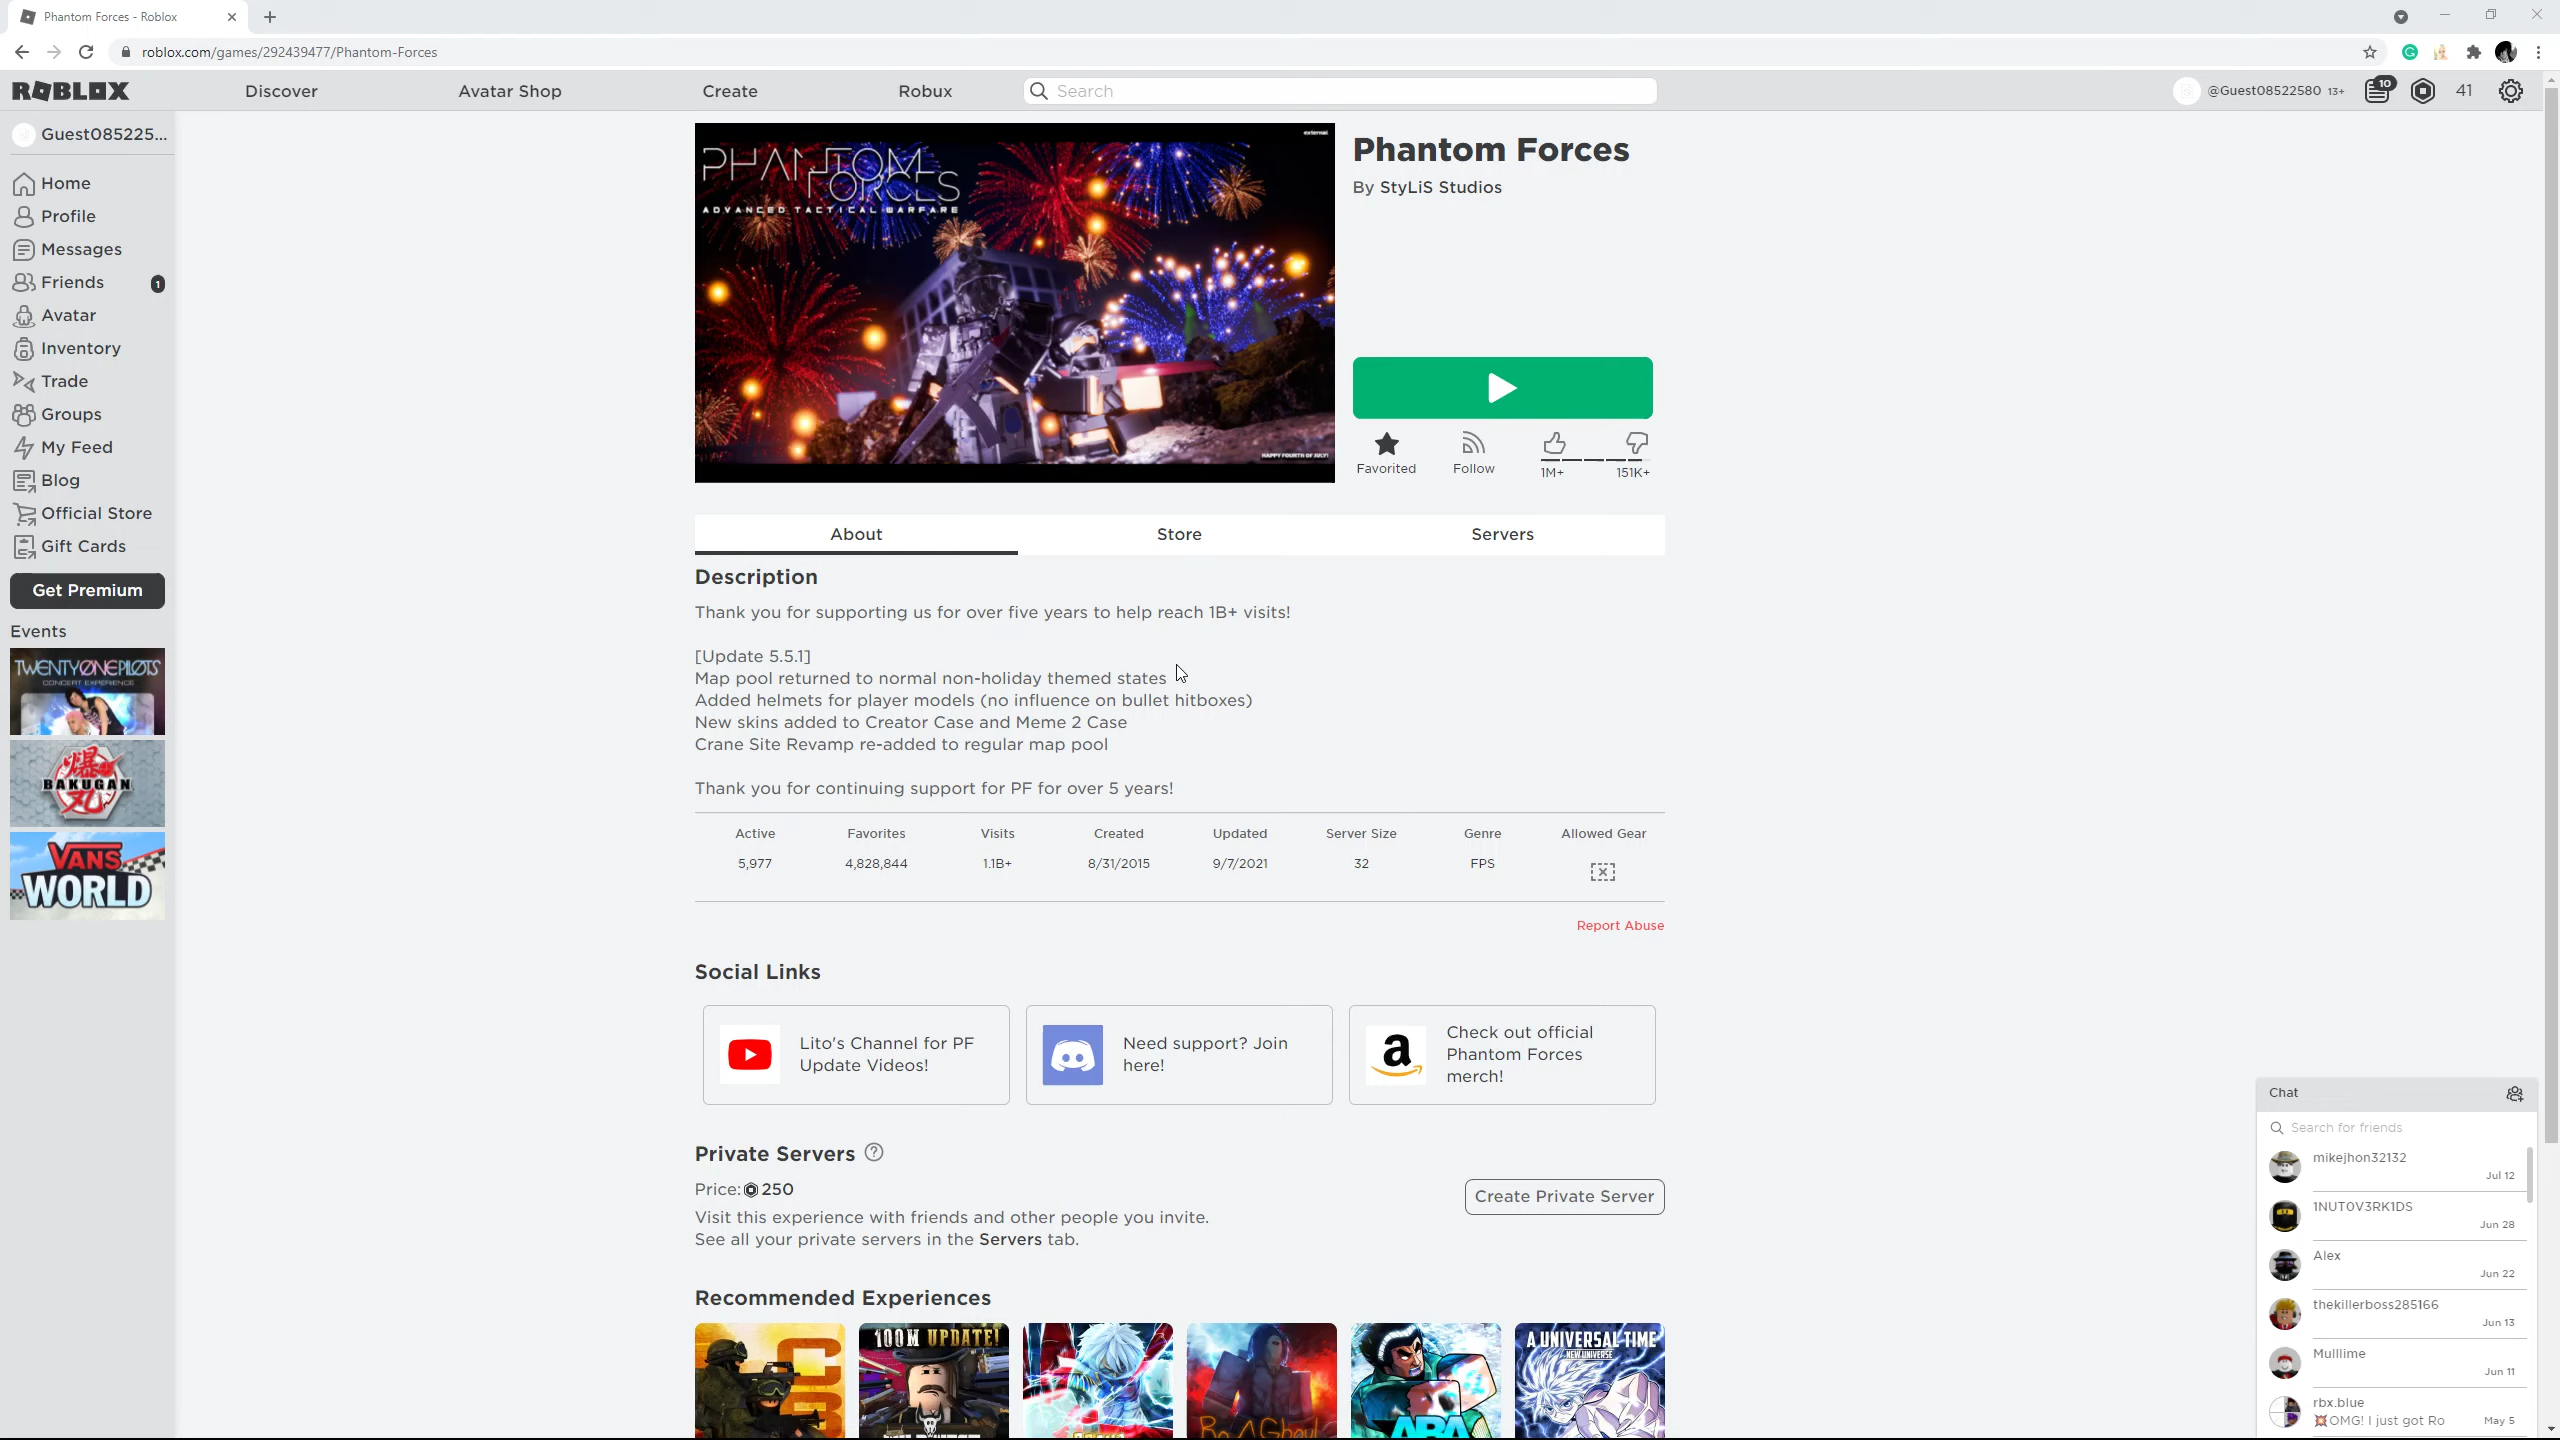 Phantom Forces - Roblox
roblox.com/games/292439477/Phantom-Forces
ROBLOX
Discover
Avatar Shop
Create
Robux
Search
@Guest08522580 13+
10
41
Guest085225...
Home
Profile
Messages
Friends
1
Avatar
Inventory
Trade
Groups
My Feed
Blog
Official Store
Gift Cards
Get Premium
Events
TWENTY ONE PILOTS
CONCERT EXPERIENCE
爆
BAKUGAN
丸
VANS
WORLD
external
PHANTOM
FORCES
ADVANCED TACTICAL WARFARE
HAPPY FOURTH OF JULY!
Phantom Forces
By StyLiS Studios
Favorited
Follow
1M+
151K+
About
Store
Servers
Description
Thank you for supporting us for over five years to help reach 1B+ visits!
[Update 5.5.1]
Map pool returned to normal non-holiday themed states
Added helmets for player models (no influence on bullet hitboxes)
New skins added to Creator Case and Meme 2 Case
Crane Site Revamp re-added to regular map pool
Thank you for continuing support for PF for over 5 years!
Active Favorites Visits Created Updated Server Size Genre Allowed Gear
5,977 4,828,844 1.1B+ 8/31/2015 9/7/2021 32 FPS
Report Abuse
Social Links
Lito's Channel for PF
Update Videos!
Need support? Join
here!
Check out official
Phantom Forces
merch!
Private Servers
Price: 250
Create Private Server
Visit this experience with friends and other people you invite.
See all your private servers in the Servers tab.
Recommended Experiences
100M UPDATE!
Ro Ghoul
ABA
A UNIVERSAL TIME
NEW UNIVERSE
Chat
Search for friends
mikejhon32132
Jul 12
1NUT0V3RK1DS
Jun 28
Alex
Jun 22
thekillerboss285166
Jun 13
Mulllime
Jun 11
rbx.blue
💥OMG! I just got Ro May 5